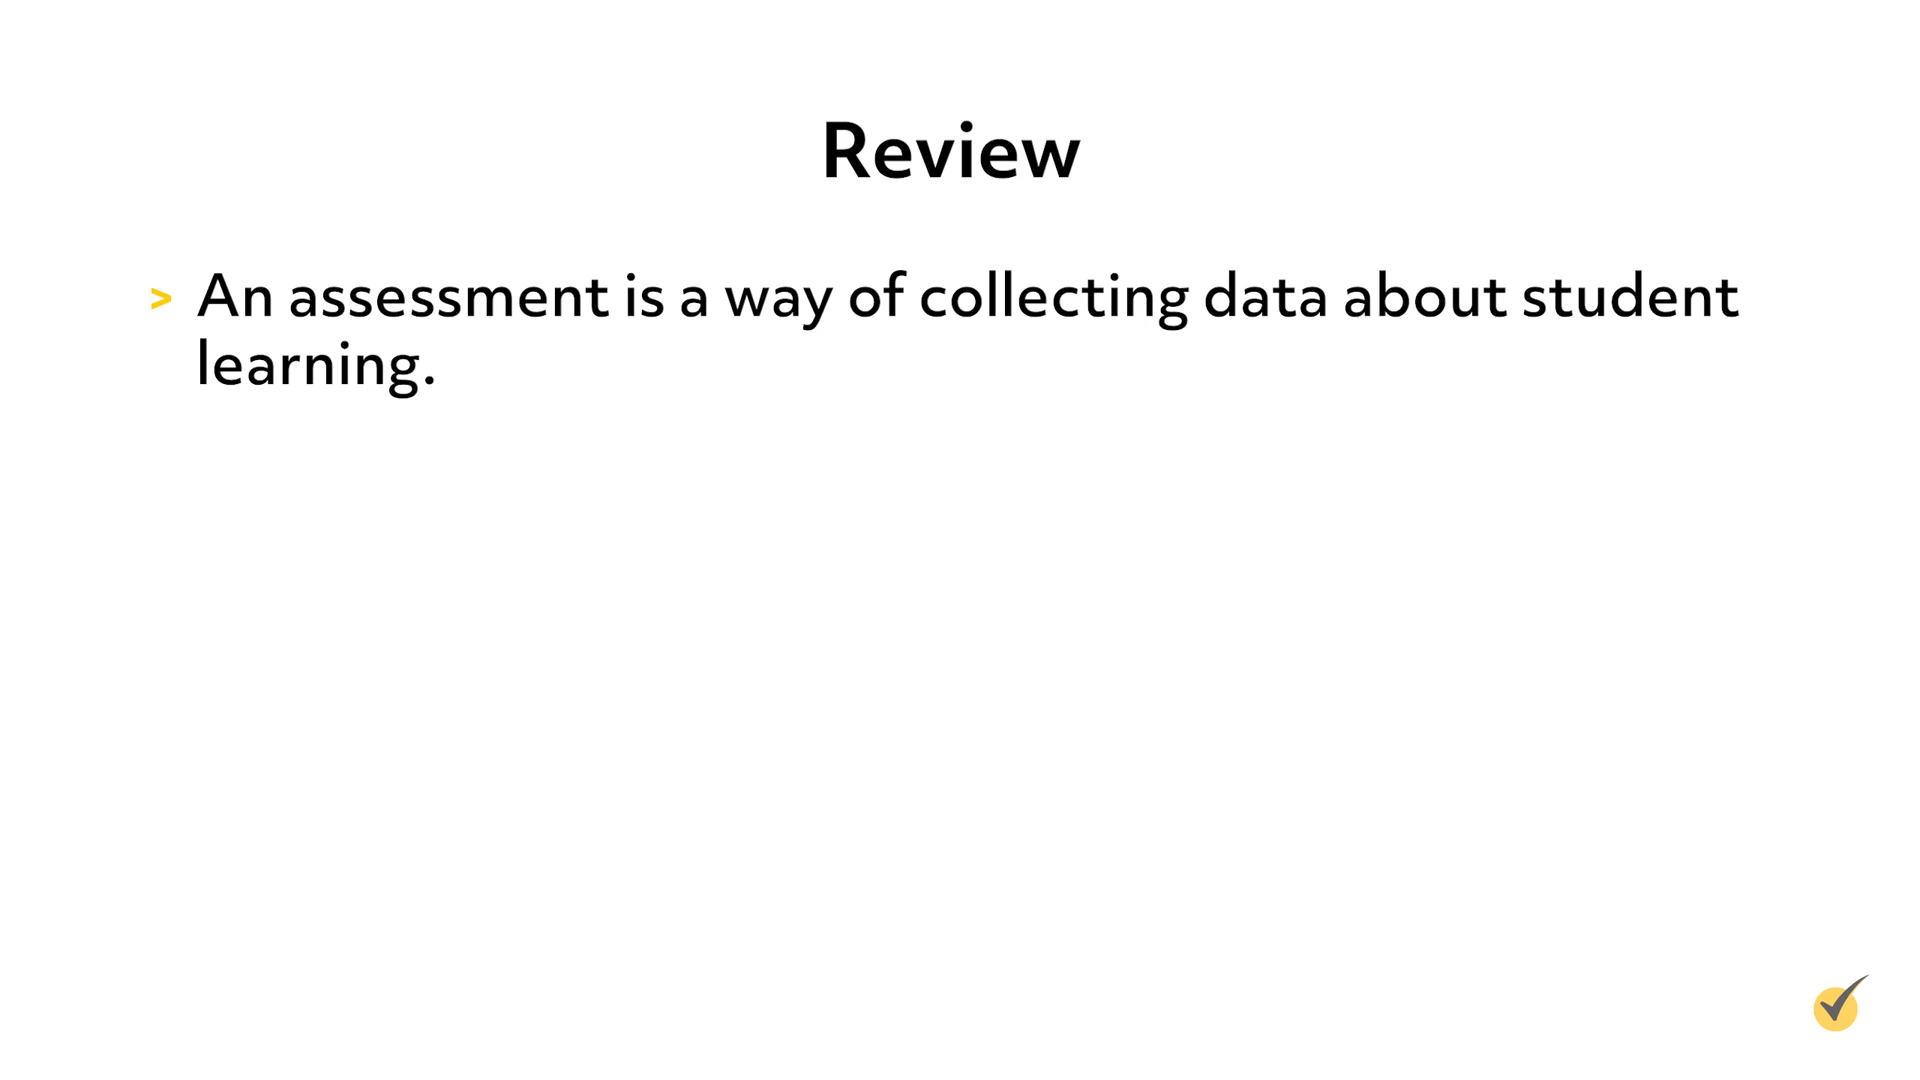 Review
> An assessment is a way of collecting data about student
learning.